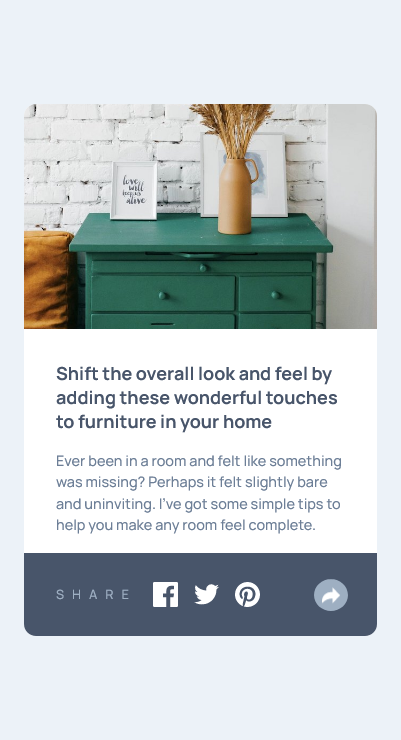 love
will
begins
alive
Shift the overall look and feel by
adding these wonderful touches
to furniture in your home
Ever been in a room and felt like something
was missing? Perhaps it felt slightly bare
and uninviting. I've got some simple tips to
help you make any room feel complete.
SHARE